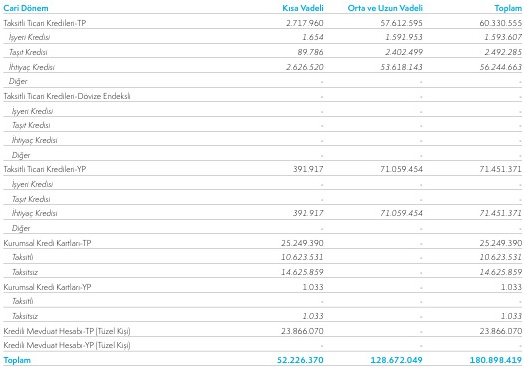 Cari Dönem Kısa Vadeli Orta ve Uzun Vadeli Toplam
Taksitli Ticari Kredileri-TP 2.717.960 57.612.595 60.330.555
İşyeri Kredisi 1.654 1.591.953 1.593.607
Taşıt Kredisi 89.786 2.402.499 2.492.285
İhtiyaç Kredisi 2.626.520 53.618.143 56.244.663
Diğer - - -
Taksitli Ticari Kredileri-Dövize Endeksli - - -
İşyeri Kredisi - - -
Taşıt Kredisi - - -
İhtiyaç Kredisi - - -
Diğer - - -
Taksitli Ticari Kredileri-YP 391.917 71.059.454 71.451.371
İşyeri Kredisi - - -
Taşıt Kredisi - - -
İhtiyaç Kredisi 391.917 71.059.454 71.451.371
Diğer - - -
Kurumsal Kredi Kartları-TP 25.249.390 - 25.249.390
Taksitli 10.623.531 - 10.623.531
Taksitsiz 14.625.859 - 14.625.859
Kurumsal Kredi Kartları-YP 1.033 - 1.033
Taksitli - - -
Taksitsiz 1.033 - 1.033
Kredili Mevduat Hesabı-TP (Tüzel Kişi) 23.866.070 - 23.866.070
Kredili Mevduat Hesabı-YP (Tüzel Kişi) - - -
Toplam 52.226.370 128.672.049 180.898.419